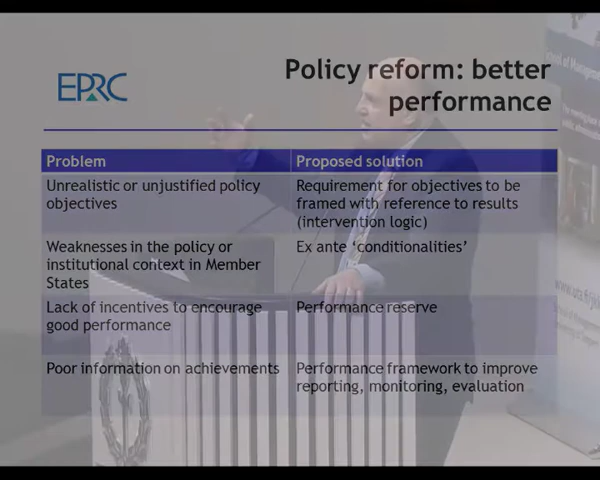 EPRC
Policy reform: better
performance
Problem
Proposed solution
Unrealistic or unjustified policy
objectives
Requirement for objectives to be
framed with reference to results
(intervention logic)
Weaknesses in the policy or
institutional context in Member
States
Ex ante ‘conditionalities’
Lack of incentives to encourage
good performance
Performance reserve
Poor information on achievements
Performance framework to improve
reporting, monitoring, evaluation